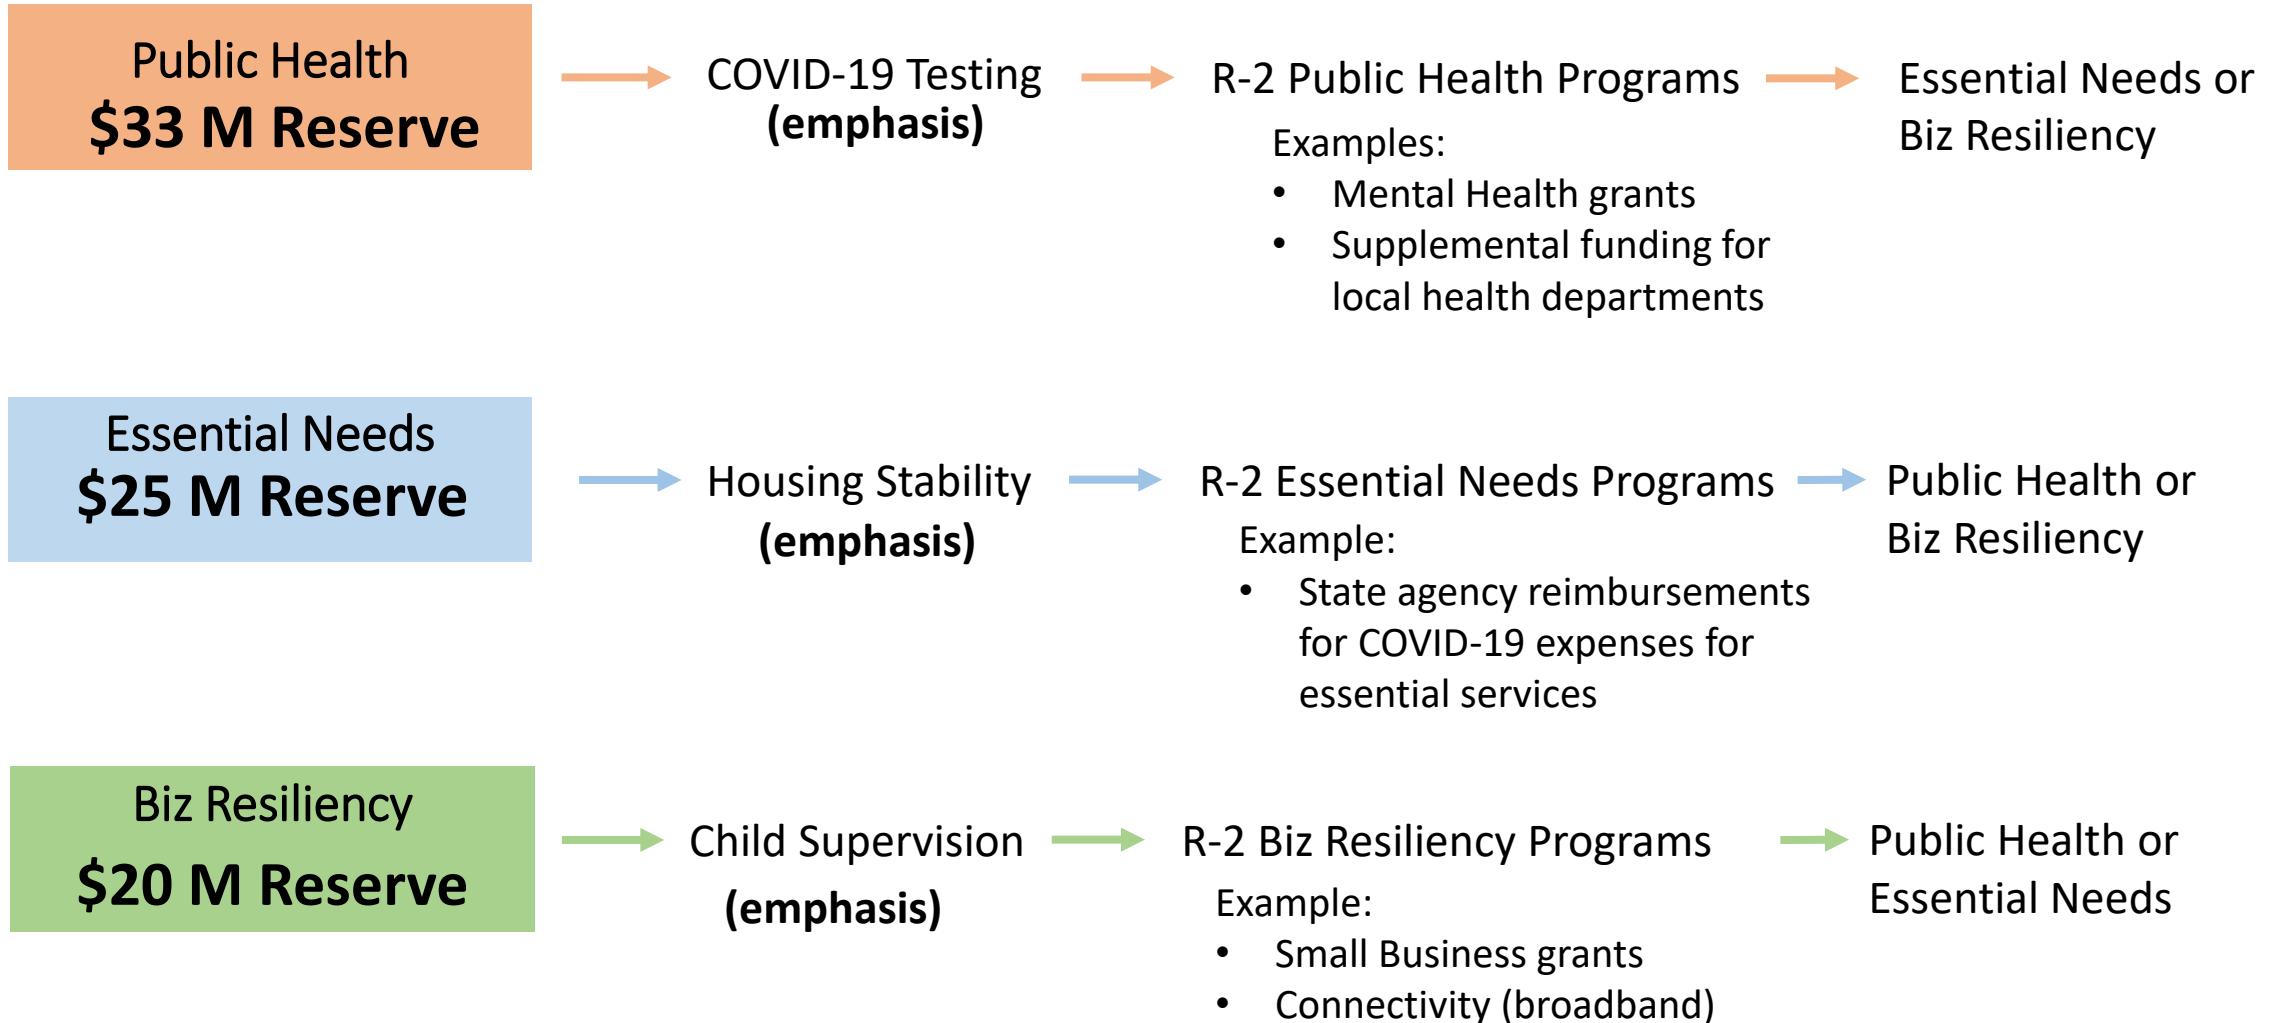 Public Health
$33 M Reserve
COVID-19 Testing
(emphasis)
R-2 Public Health Programs
Examples:
• Mental Health grants
• Supplemental funding for
local health departments
Essential Needs or
Biz Resiliency
Essential Needs
$25 M Reserve
Housing Stability
(emphasis)
R-2 Essential Needs Programs
Example:
• State agency reimbursements
for COVID-19 expenses for
essential services
Public Health or
Biz Resiliency
Biz Resiliency
$20 M Reserve
Child Supervision
(emphasis)
R-2 Biz Resiliency Programs
Example:
• Small Business grants
• Connectivity (broadband)
Public Health or
Essential Needs